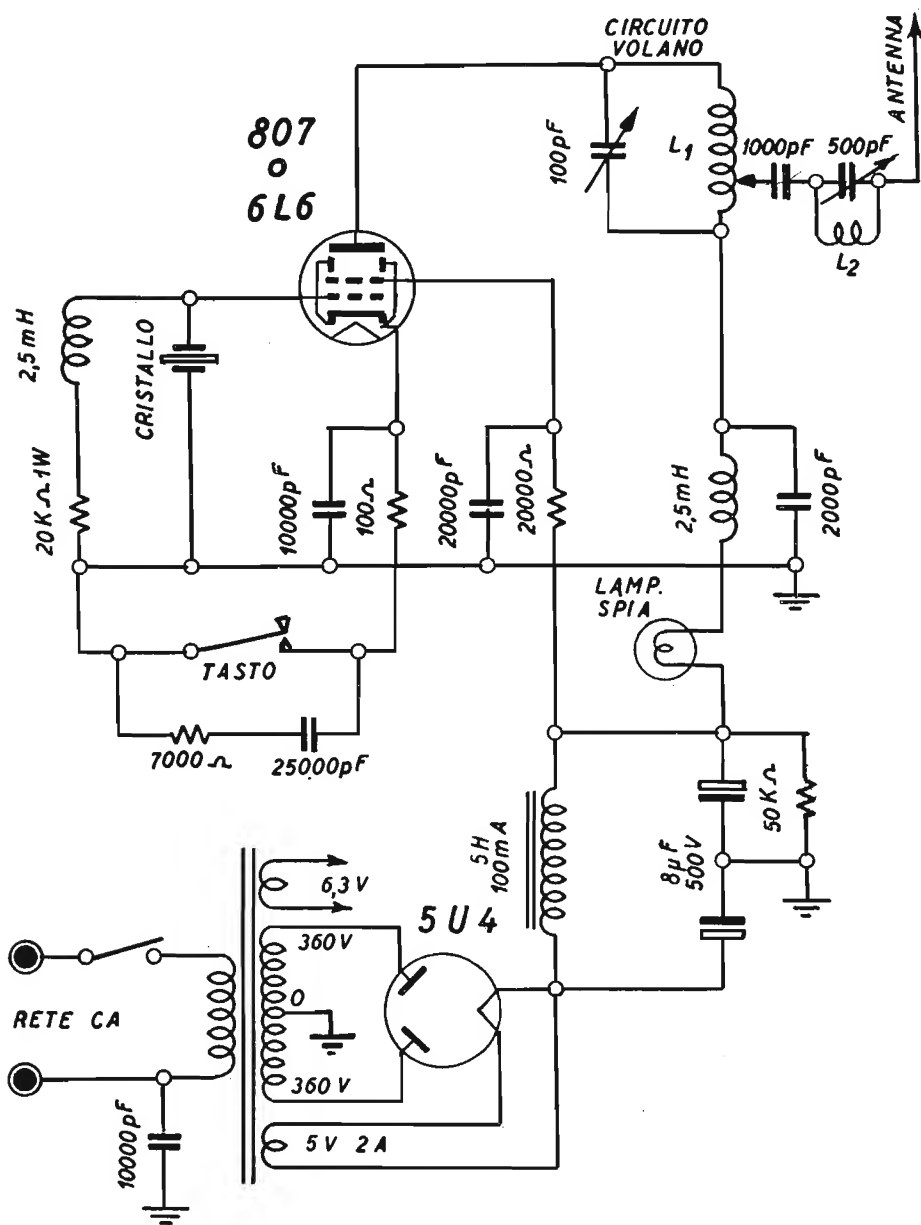 CIRCUITO
VOLANO
ANTENNA
807
o
6L6
100pF
L1
1000pF
500pF
L2
2,5mH
CRISTALLO
20KΩ1W
10000pF
100Ω
20000pF
20000Ω
2,5mH
2000pF
LAMP.
SPIA
TASTO
7000Ω
25000pF
5H
100mA
8µF
500V
50KΩ
6,3V
5U4
360V
0
RETE CA
360V
5V 2A
10000pF